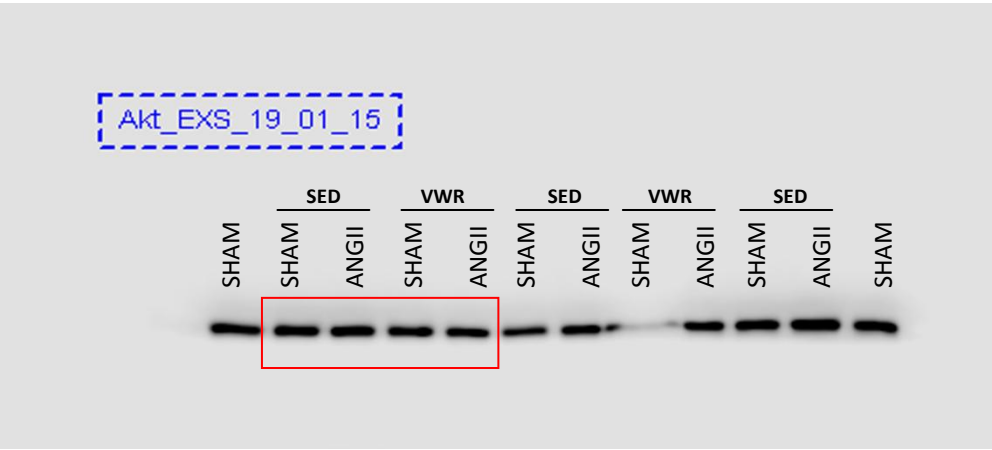 Akt_EXS_19_01_15
SED VWR SED VWR SED
SHAM SHAM ANGII SHAM ANGII SHAM ANGII SHAM ANGII SHAM ANGII SHAM